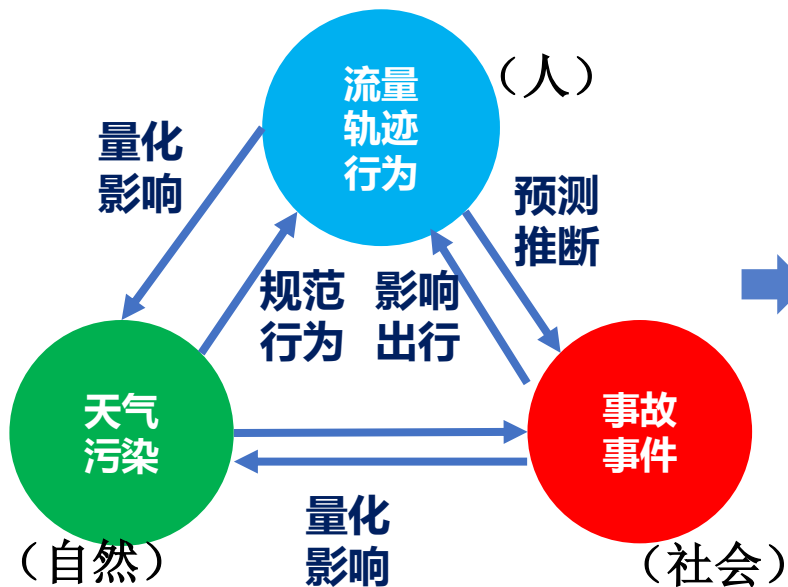 流量
轨迹
行为
（人）
量化
影响
预测
推断
规范
行为
影响
出行
天气
污染
事故
事件
量化
影响
（自然）
（社会）